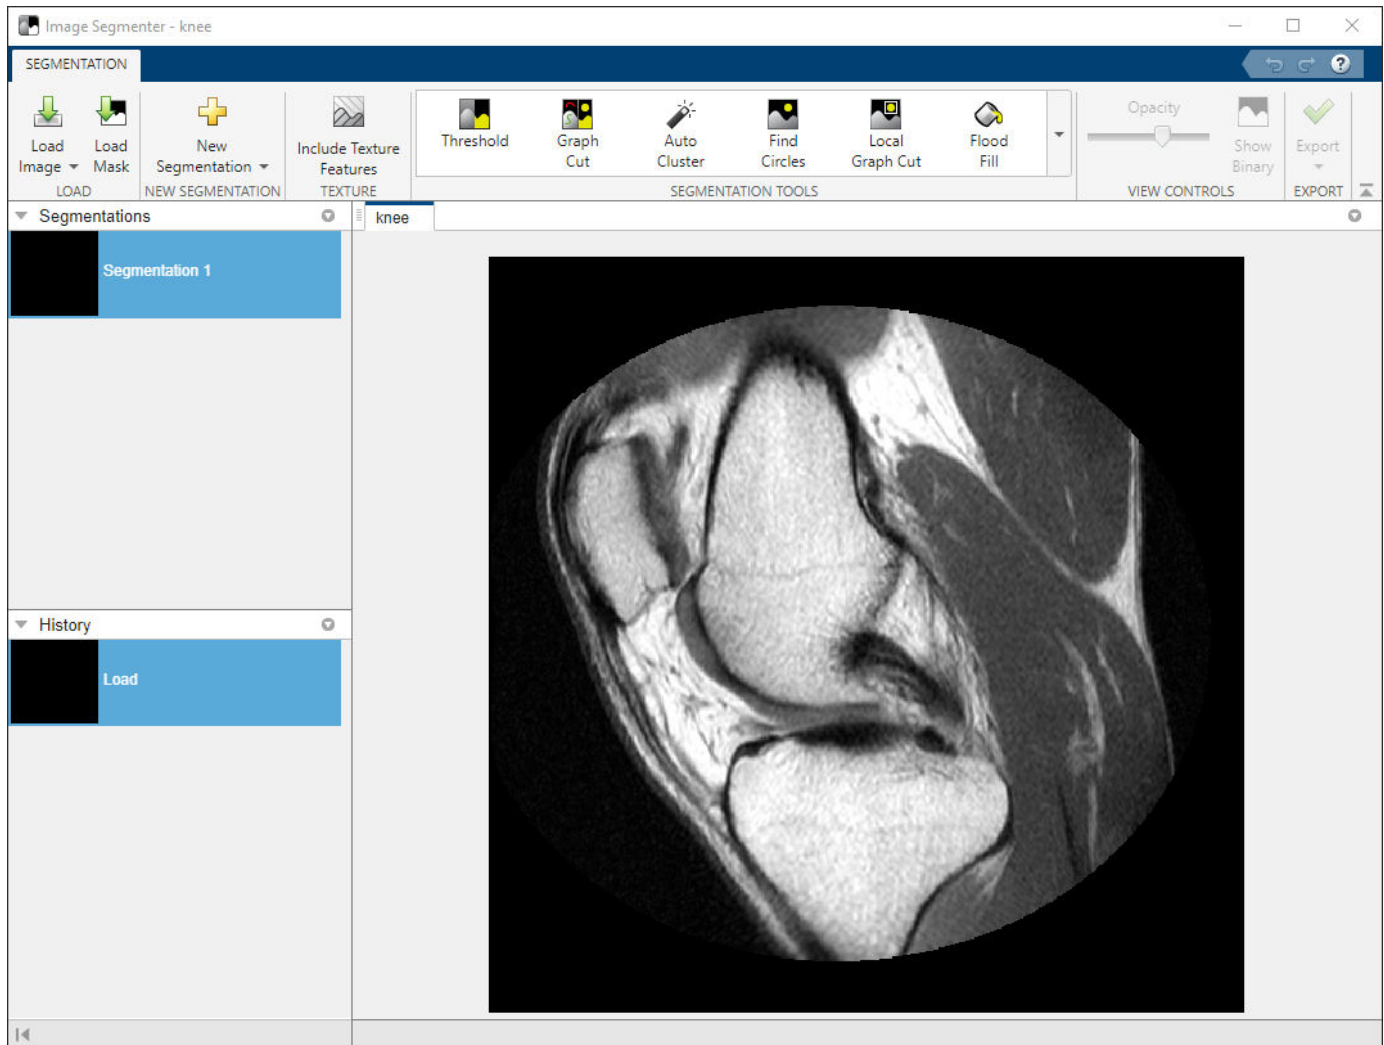 Image Segmenter - knee
SEGMENTATION
Load
Image
Load
Mask
New
Segmentation
Include Texture
Features
Threshold
Graph
Cut
Auto
Cluster
Find
Circles
Local
Graph Cut
Flood
Fill
Opacity
Show
Binary
Export
LOAD
NEW SEGMENTATION
TEXTURE
SEGMENTATION TOOLS
VIEW CONTROLS
EXPORT
Segmentations
knee
Segmentation 1
History
Load